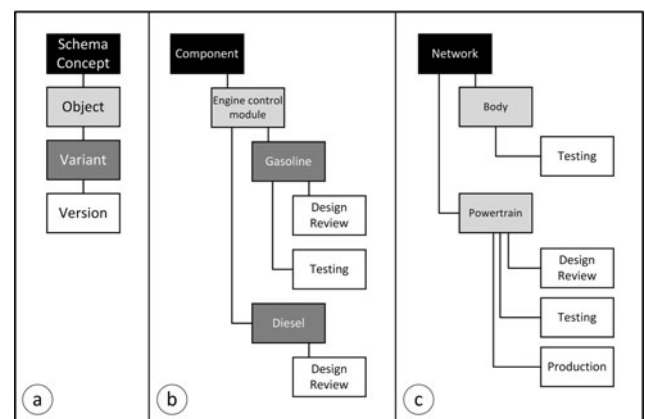 Schema
Concept
Object
Variant
Version
a
Component
Engine control
module
Gasoline
Design
Review
Testing
Diesel
Design
Review
b
Network
Body
Testing
Powertrain
Design
Review
Testing
Production
c